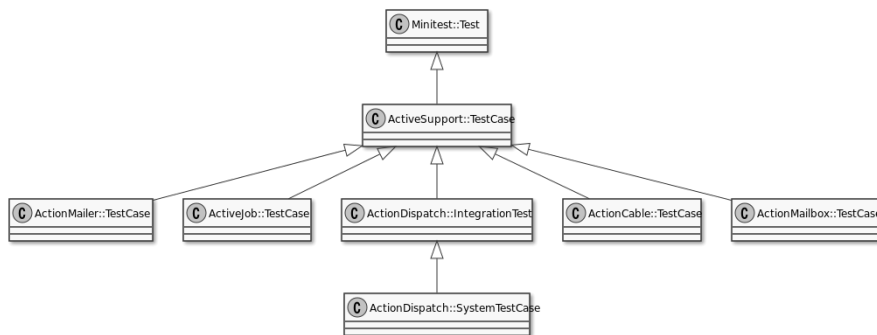 C Minitest::Test
C ActiveSupport::TestCase
C ActionMailer::TestCase
C ActiveJob::TestCase
C ActionDispatch::IntegrationTest
C ActionCable::TestCase
C ActionMailbox::TestCase
C ActionDispatch::SystemTestCase